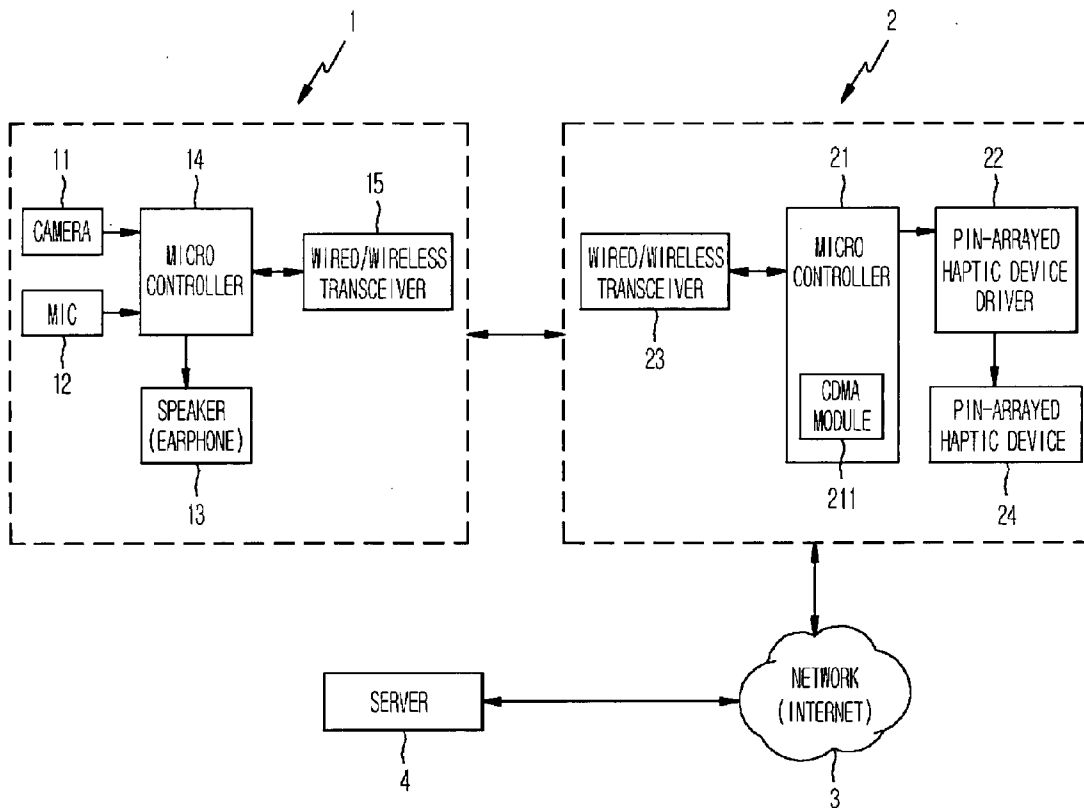 1
2
11
CAMERA
14
MICRO
CONTROLLER
15
WIRED/WIRELESS
TRANSCEIVER
MIC
12
SPEAKER
(EARPHONE)
13
21
MICRO
CONTROLLER
22
PIN-ARRAYED
HAPTIC DEVICE
DRIVER
WIRED/WIRELESS
TRANSCEIVER
23
CDMA
MODULE
211
PIN-ARRAYED
HAPTIC DEVICE
24
SERVER
4
NETWORK
(INTERNET)
3